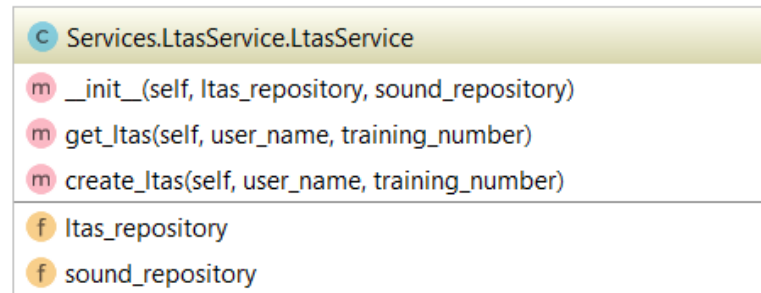 C Services.LtasService.LtasService
m __init__(self, ltas_repository, sound_repository)
m get_ltas(self, user_name, training_number)
m create_ltas(self, user_name, training_number)
f ltas_repository
f sound_repository